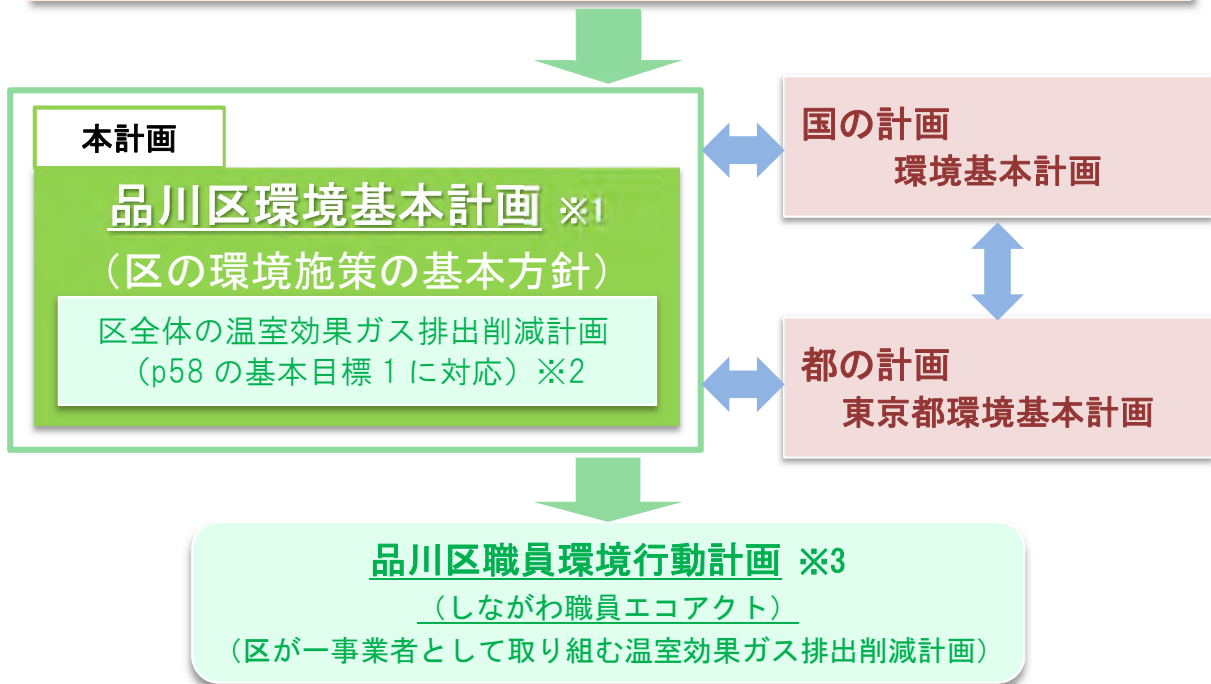 本計画
品川区環境基本計画 ※1
（区の環境施策の基本方針）
区全体の温室効果ガス排出削減計画
（p58 の基本目標 1 に対応）※2
国の計画
環境基本計画
都の計画
東京都環境基本計画
品川区職員環境行動計画 ※3
（しながわ職員エコアクト）
（区が一事業者として取り組む温室効果ガス排出削減計画）